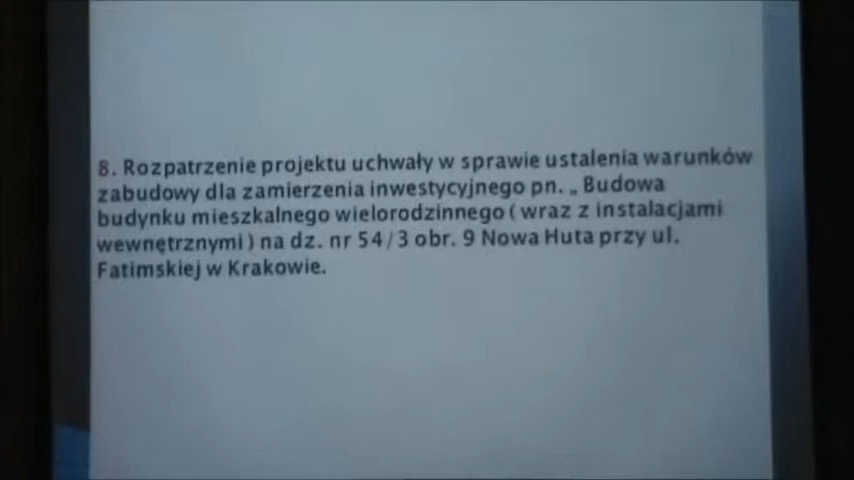 8. Rozpatrzenie projektu uchwały w sprawie ustalenia warunków
zabudowy dla zamierzenia inwestycyjnego pn. „ Budowa
budynku mieszkalnego wielorodzinnego ( wraz z instalacjami
wewnętrznymi ) na dz. nr 54/3 obr. 9 Nowa Huta przy ul.
Fatimskiej w Krakowie.